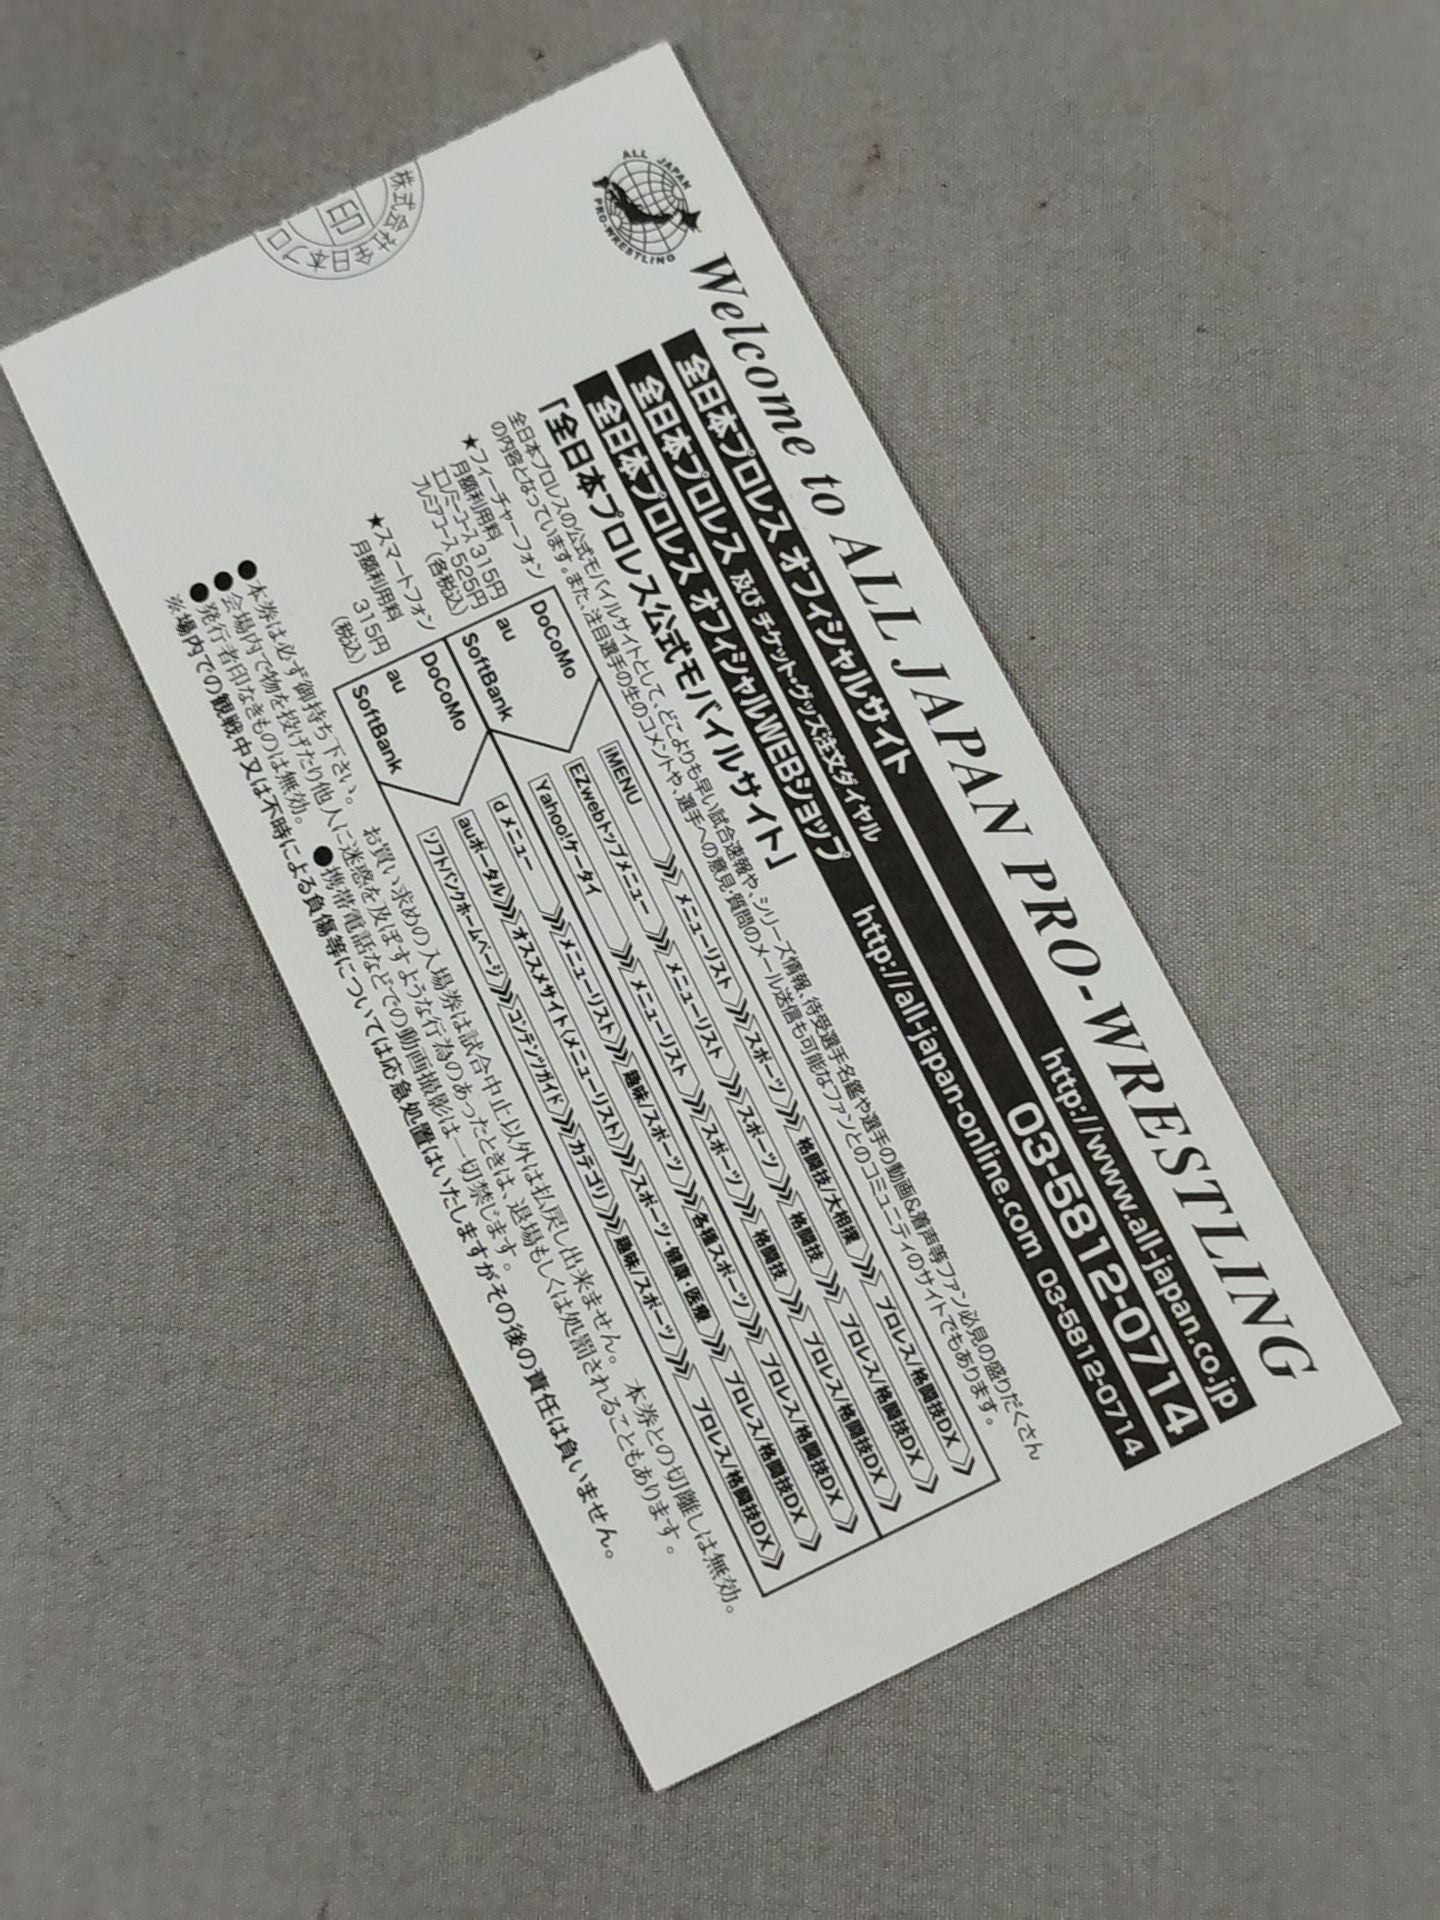 ALL JAPAN PRO-WRESTLING
Welcome to ALL JAPAN PRO-WRESTLING
全日本プロレス オフィシャルサイト http://www.all-japan.co.jp
全日本プロレス 及び チケット・グッズ注文ダイヤル 03-5812-0714
全日本プロレス オフィシャルWEBショップ http://all-japan-online.com 03-5812-0714
「全日本プロレス公式モバイルサイト」
全日本プロレスの公式モバイルサイトとして、どこよりも早い試合速報や、シリーズ情報、待受選手名鑑や選手の動画&着声等ファン必見の盛りだくさん
の内容となっています。また、注目選手の生のコメントや、選手への意見・質問のメール送信も可能なファンとのコミュニティのサイトでもあります。
★フィーチャーフォン
月額利用料
エコノミーコース 315円
プレミアコース 525円
(各税込)
DoCoMo iMENU メニューリスト スポーツ 格闘技/大相撲 プロレス/格闘技DX
au EZwebトップメニュー メニューリスト スポーツ 格闘技 プロレス/格闘技DX
SoftBank Yahoo!ケータイ メニューリスト スポーツ 格闘技 プロレス/格闘技DX
★スマートフォン
月額利用料
315円
(税込)
DoCoMo dメニュー メニューリスト 趣味/スポーツ 各種スポーツ プロレス/格闘技DX
au auポータル オススメサイト(メニューリスト) スポーツ・健康・医療 プロレス/格闘技DX
SoftBank ソフトバンクホームページ コンテンツガイド カテゴリ 趣味/スポーツ プロレス/格闘技DX
●本券は必ず御持ち下さい。 お買い求めの入場券は試合中止以外は払戻し出来ません。 本券との切離しは無効。
●会場内で物を投げたり他人に迷惑を及ぼすような行為のあったときは、退場もしくは処罰されることもあります。
●発行者印なきものは無効。 ●携帯電話などでの動画撮影は一切禁じます。
※場内での観戦中又は不時による負傷等については応急処置はいたしますがその後の責任は負いません。
株式会社全日本プロ